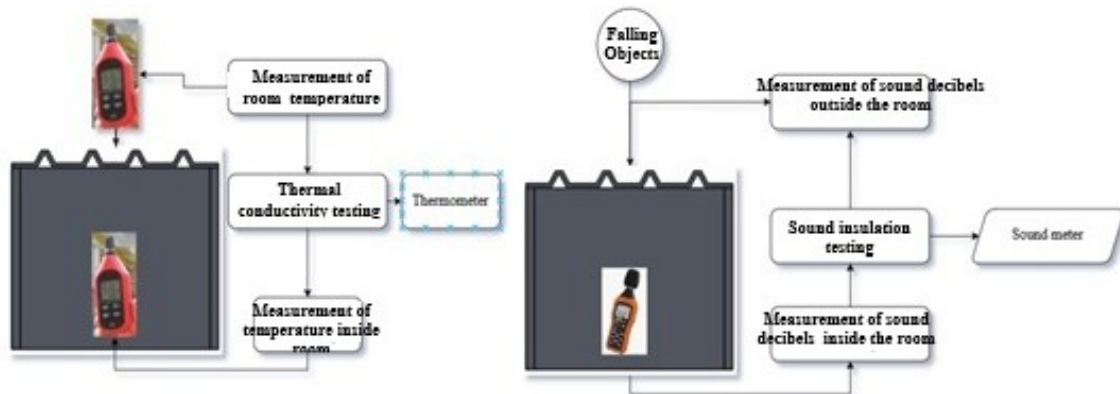 Measurement of
room temperature
Thermal
conductivity testing
Thermometer
Measurement of
temperature inside
room
Falling
Objects
Measurement of sound decibels
outside the room
Sound insulation
testing
Sound meter
Measurement of sound
decibels inside the room